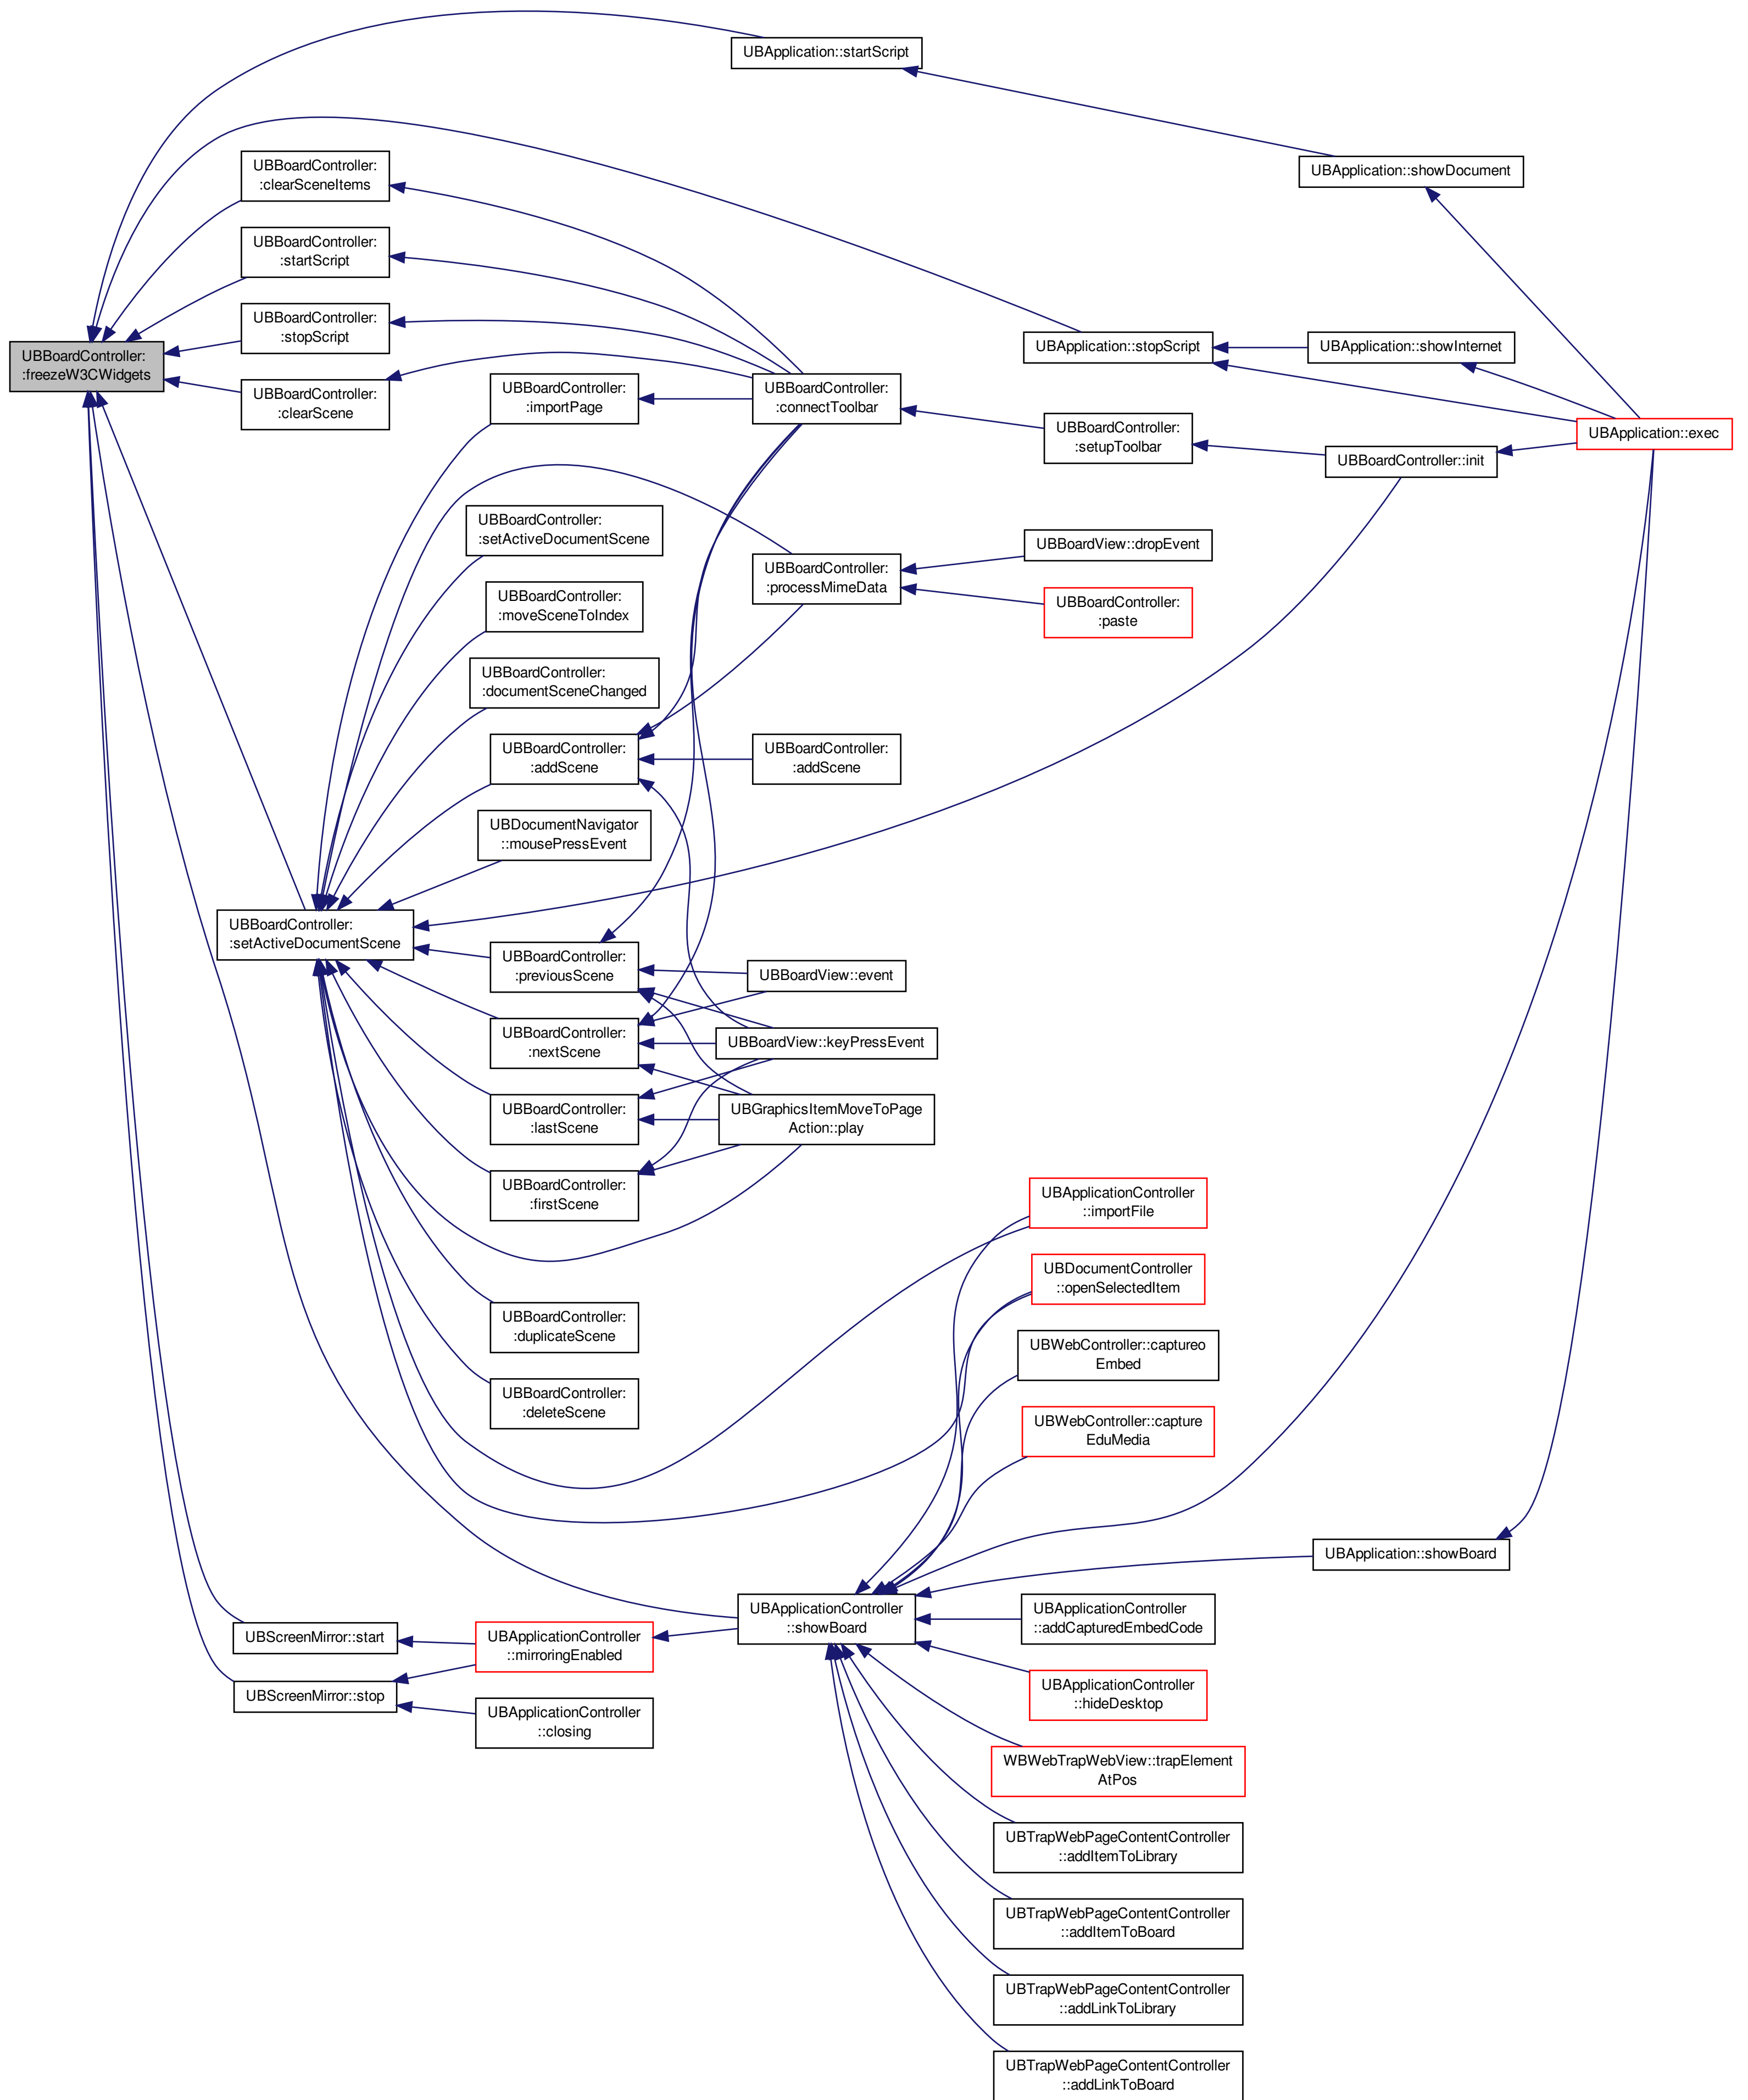 UBApplication::startScript
UBApplication::showDocument
UBBoardController:
:clearSceneItems
UBBoardController:
:startScript
UBBoardController:
:stopScript
UBApplication::stopScript
UBApplication::showInternet
UBBoardController:
:freezeW3CWidgets
UBBoardController:
:clearScene
UBBoardController:
:importPage
UBBoardController:
:connectToolbar
UBBoardController:
:setupToolbar
UBApplication::exec
UBBoardController::init
UBBoardController:
:setActiveDocumentScene
UBBoardView::dropEvent
UBBoardController:
:processMimeData
UBBoardController:
:paste
UBBoardController:
:moveSceneToIndex
UBBoardController:
:documentSceneChanged
UBBoardController:
:addScene
UBBoardController:
:addScene
UBDocumentNavigator
::mousePressEvent
UBBoardController:
:setActiveDocumentScene
UBBoardController:
:previousScene
UBBoardView::event
UBBoardController:
:nextScene
UBBoardView::keyPressEvent
UBBoardController:
:lastScene
UBGraphicsItemMoveToPage
Action::play
UBBoardController:
:firstScene
UBApplicationController
::importFile
UBDocumentController
::openSelectedItem
UBBoardController:
:duplicateScene
UBWebController::captureo
Embed
UBBoardController:
:deleteScene
UBWebController::capture
EduMedia
UBApplication::showBoard
UBApplicationController
::showBoard
UBApplicationController
::addCapturedEmbedCode
UBScreenMirror::start
UBApplicationController
::mirroringEnabled
UBScreenMirror::stop
UBApplicationController
::hideDesktop
UBApplicationController
::closing
WBWebTrapWebView::trapElement
AtPos
UBTrapWebPageContentController
::addItemToLibrary
UBTrapWebPageContentController
::addItemToBoard
UBTrapWebPageContentController
::addLinkToLibrary
UBTrapWebPageContentController
::addLinkToBoard